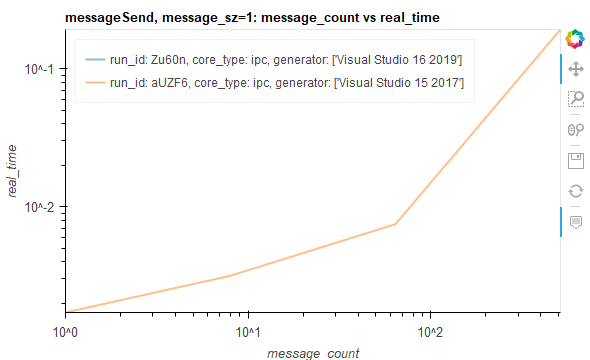 messageSend, message_sz=1: message_count vs real_time
run_id: Zu60n, core_type: ipc, generator: ['Visual Studio 16 2019']
run_id: aUZF6, core_type: ipc, generator: ['Visual Studio 15 2017']
real_time
10^-1
10^-2
10^0
10^1
10^2
message_count